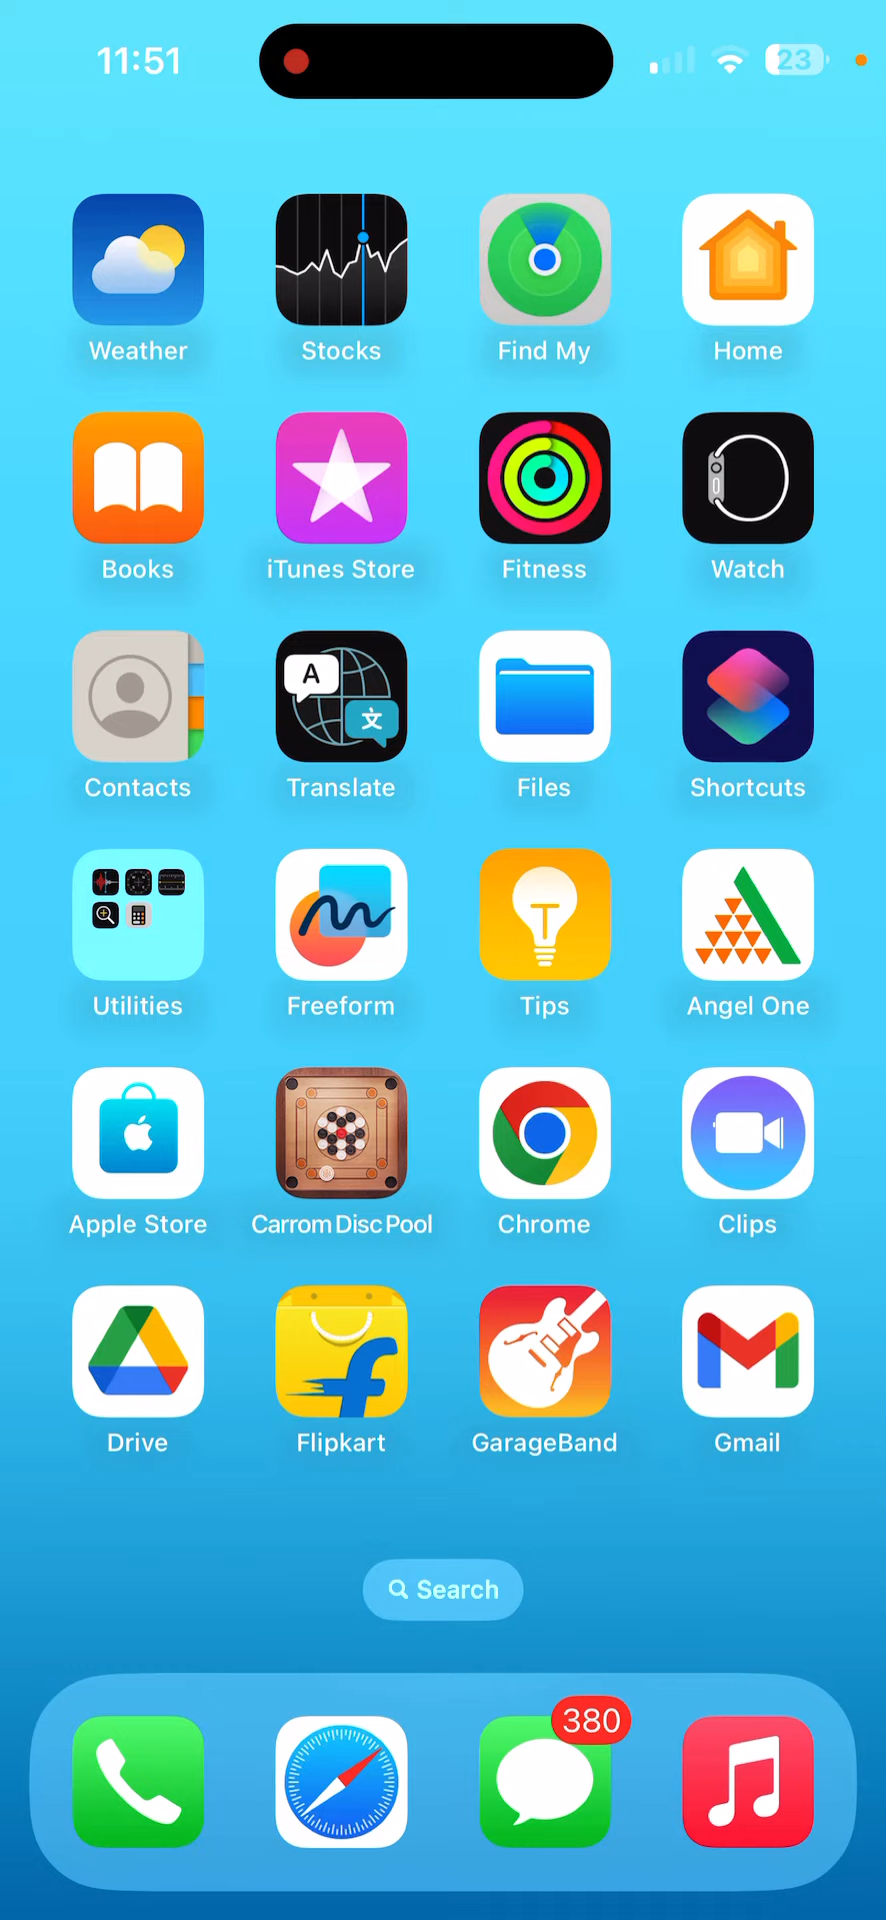 11:51
23
Weather Stocks Find My Home
Books iTunes Store Fitness Watch
A
文
Contacts Translate Files Shortcuts
Utilities Freeform Tips Angel One
Apple Store Carrom Disc Pool Chrome Clips
Drive Flipkart GarageBand Gmail
Search
380